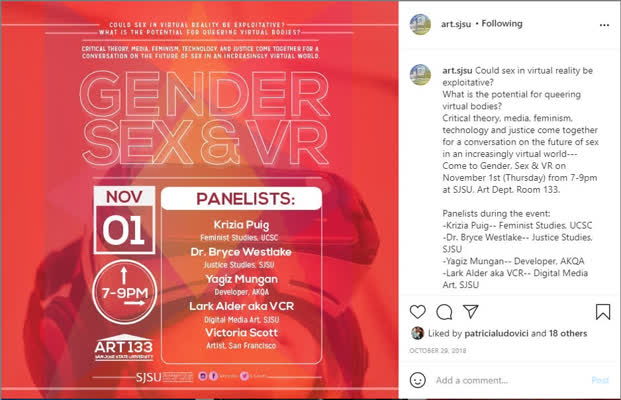 COULD SEX IN VIRTUAL REALITY BE EXPLOITATIVE?
WHAT IS THE POTENTIAL FOR QUEERING VIRTUAL BODIES?
CRITICAL THEORY, MEDIA, FEMINISM, TECHNOLOGY, AND JUSTICE COME TOGETHER FOR A
CONVERSATION ON THE FUTURE OF SEX IN AN INCREASINGLY VIRTUAL WORLD.
GENDER
SEX & VR
NOV
01
7-9PM
ART 133
SAN JOSE STATE UNIVERSITY
PANELISTS:
Krizia Puig
Feminist Studies, UCSC
Dr. Bryce Westlake
Justice Studies, SJSU
Yagiz Mungan
Developer, AKQA
Lark Alder aka VCR
Digital Media Art, SJSU
Victoria Scott
Artist, San Francisco
SJSU
art.sjsu • Following
art.sjsu Could sex in virtual reality be
exploitative?
What is the potential for queering
virtual bodies?
Critical theory, media, feminism,
technology and justice come together
for a conversation on the future of sex
in an increasingly virtual world---
Come to Gender, Sex & VR on
November 1st (Thursday) from 7-9pm
at SJSU. Art Dept. Room 133.
Panelists during the event:
-Krizia Puig-- Feminist Studies, UCSC
-Dr. Bryce Westlake-- Justice Studies,
SJSU
-Yagiz Mungan-- Developer, AKQA
-Lark Alder aka VCR-- Digital Media
Art, SJSU
Liked by patricialudovici and 18 others
OCTOBER 29, 2018
Add a comment...
Post